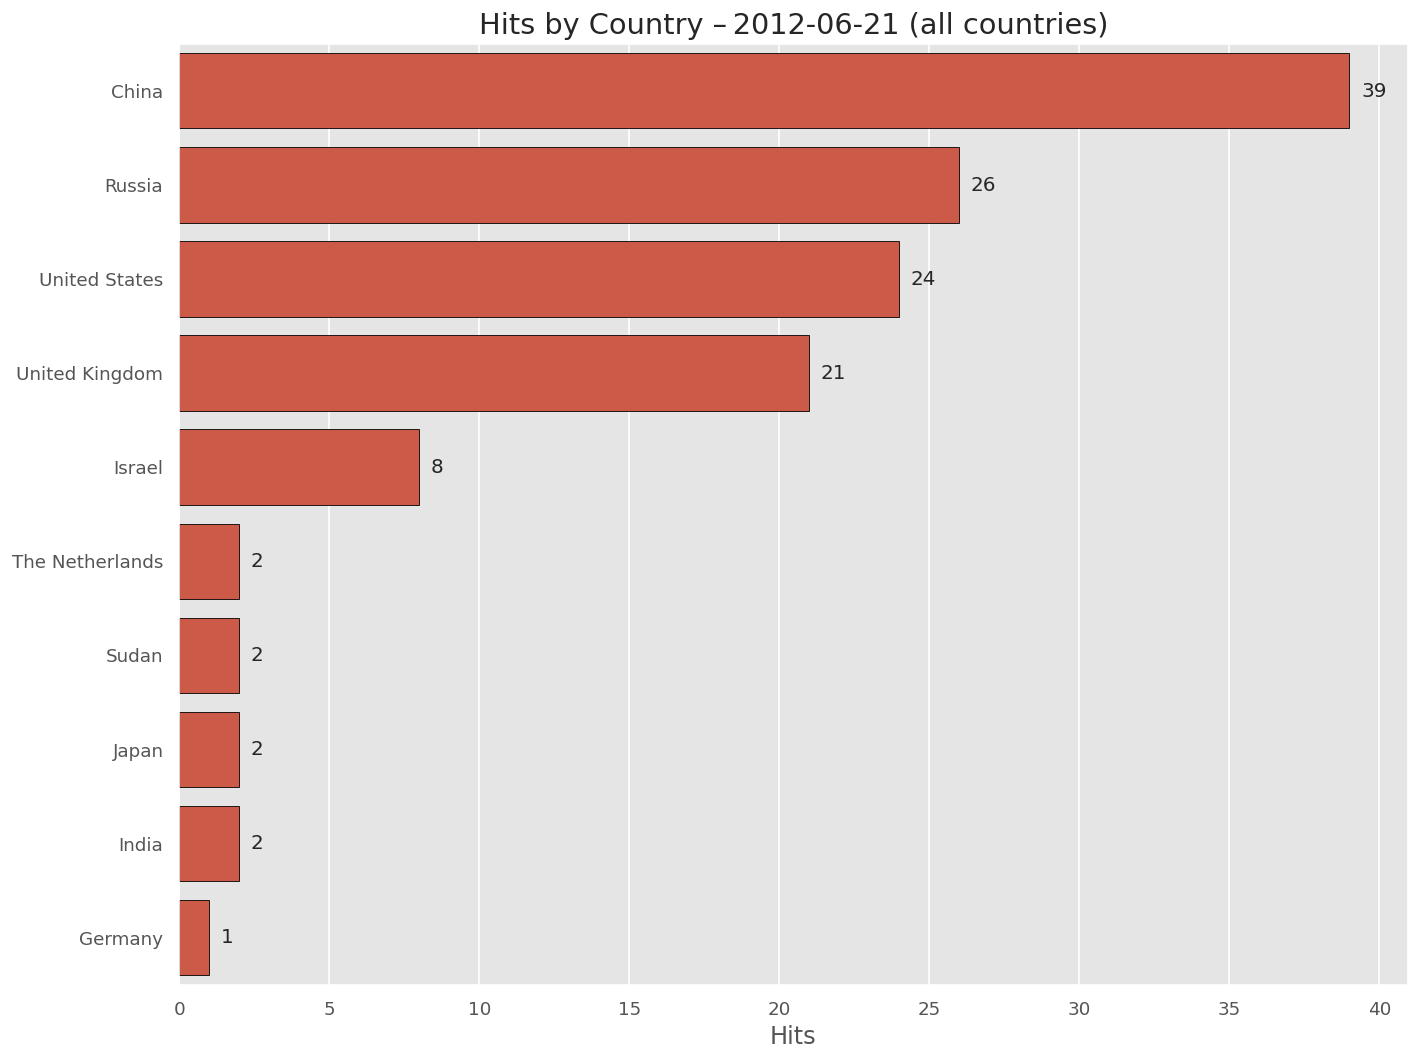 Hits by Country – 2012-06-21 (all countries)
China
39
Russia
26
United States
24
United Kingdom
21
Israel
8
The Netherlands
2
Sudan
2
Japan
2
India
2
Germany
1
0 5 10 15 20 25 30 35 40
Hits